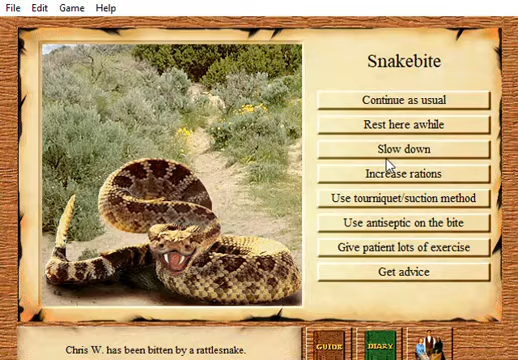 File Edit Game Help
Snakebite
Continue as usual
Rest here awhile
Slow down
Increase rations
Use tourniquet/suction method
Use antiseptic on the bite
Give patient lots of exercise
Get advice
Chris W. has been bitten by a rattlesnake.
GUIDE
DIARY